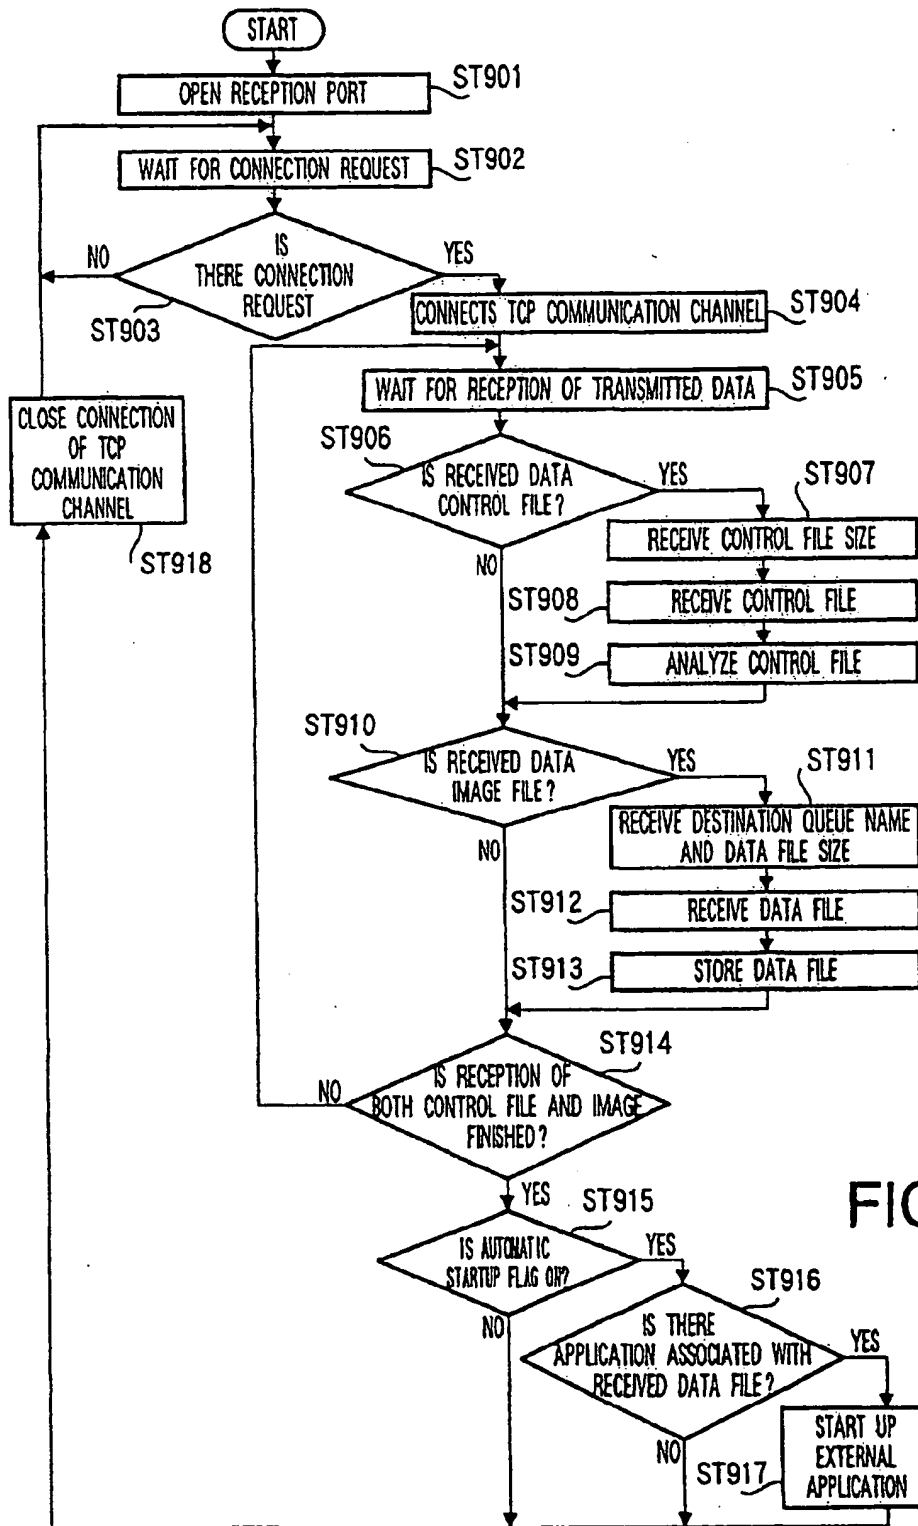 START
OPEN RECEPTION PORT
ST901
WAIT FOR CONNECTION REQUEST
ST902
IS
THERE CONNECTION
REQUEST
NO
YES
ST903
CONNECTS TCP COMMUNICATION CHANNEL
ST904
WAIT FOR RECEPTION OF TRANSMITTED DATA
ST905
CLOSE CONNECTION
OF TCP
COMMUNICATION
CHANNEL
ST918
ST906
IS RECEIVED DATA
CONTROL FILE?
YES
NO
ST907
RECEIVE CONTROL FILE SIZE
ST908
RECEIVE CONTROL FILE
ST909
ANALYZE CONTROL FILE
ST910
IS RECEIVED DATA
IMAGE FILE?
YES
NO
ST911
RECEIVE DESTINATION QUEUE NAME
AND DATA FILE SIZE
ST912
RECEIVE DATA FILE
ST913
STORE DATA FILE
ST914
IS RECEPTION OF
BOTH CONTROL FILE AND IMAGE
FINISHED?
NO
YES
ST915
IS AUTOMATIC
STARTUP FLAG ON?
YES
NO
FIG
ST916
IS THERE
APPLICATION ASSOCIATED WITH
RECEIVED DATA FILE?
YES
NO
START UP
EXTERNAL
APPLICATION
ST917